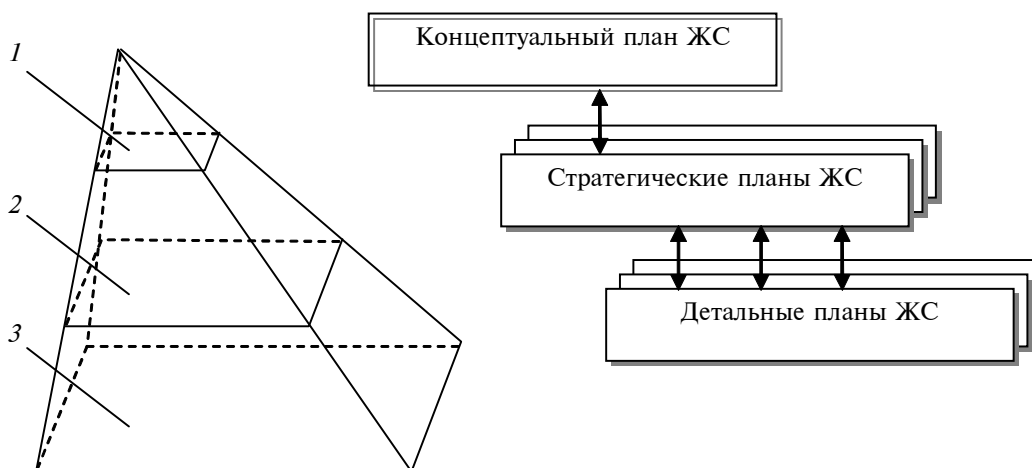 Концептуальный план ЖС
1
Стратегические планы ЖС
2
Детальные планы ЖС
3